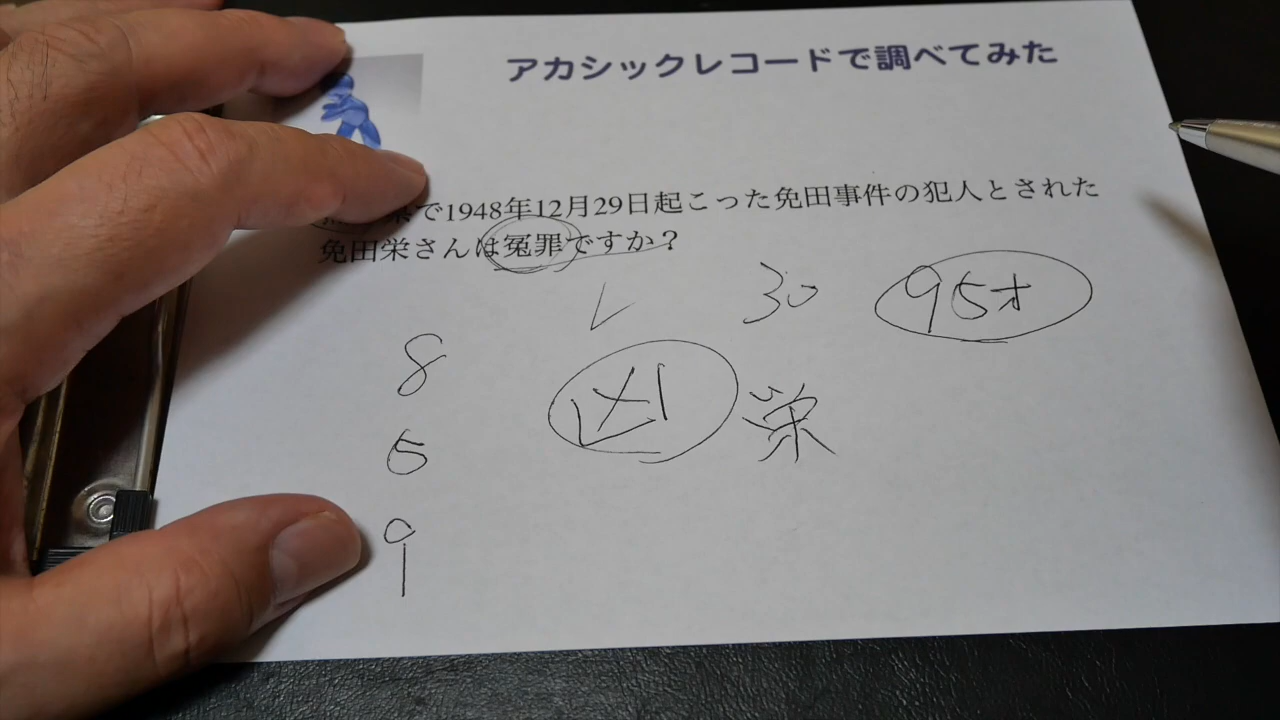 アカシックレコードで調べてみた
で1948年12月29日起こった免田事件の犯人とされた
免田栄さんは冤罪ですか？
レ 30 95才
8 凶 栄
5
9